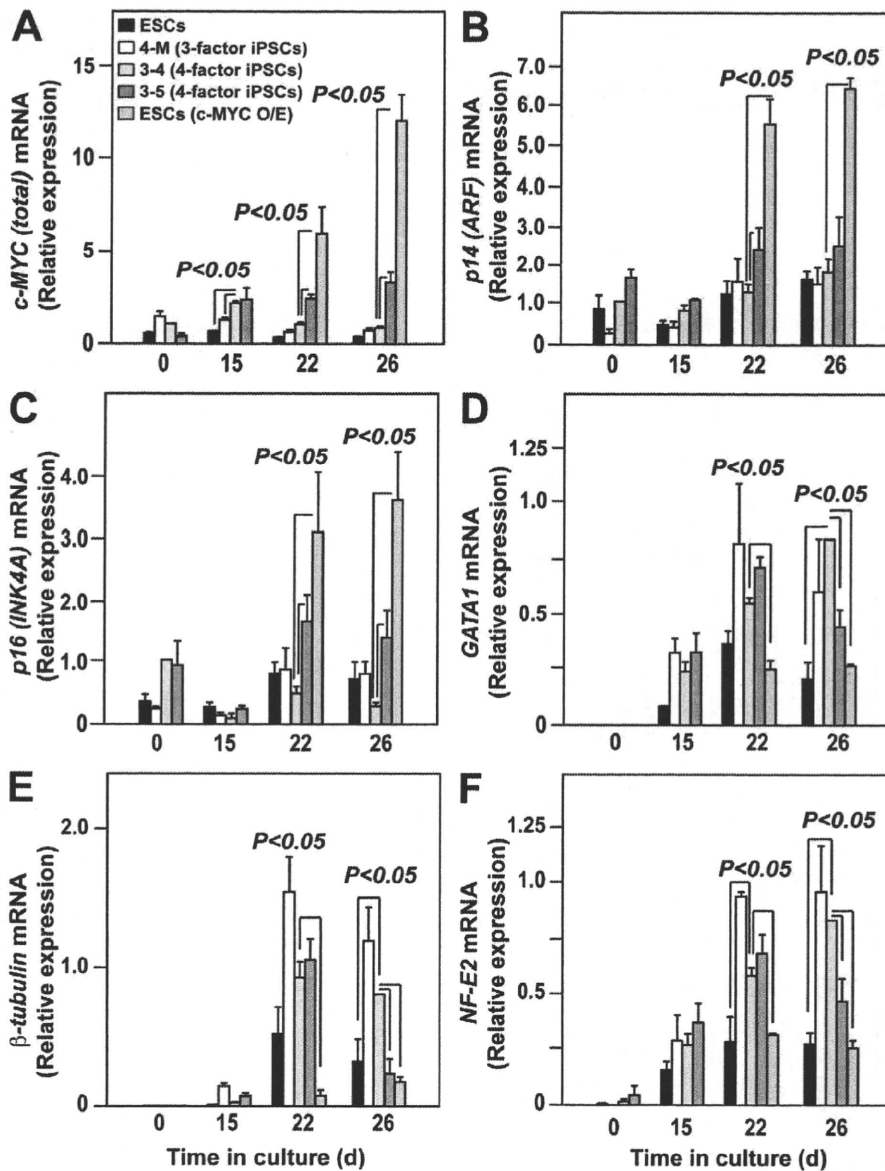 A
ESCs
4-M (3-factor iPSCs)
3-4 (4-factor iPSCs)
3-5 (4-factor iPSCs)
ESCs (c-MYC O/E)
c-MYC (total) mRNA
(Relative expression)
15
10
5
0
P<0.05
P<0.05
P<0.05
0 15 22 26
B
p14 (ARF) mRNA
(Relative expression)
7.0
6.0
5.0
4.0
3.0
2.0
1.0
0
P<0.05
P<0.05
0 15 22 26
C
p16 (INK4A) mRNA
(Relative expression)
4.0
3.0
2.0
1.0
0
P<0.05
P<0.05
0 15 22 26
D
GATA1 mRNA
(Relative expression)
1.25
1.0
0.5
0
P<0.05
P<0.05
0 15 22 26
E
β-tubulin mRNA
(Relative expression)
2.0
1.0
0
P<0.05
P<0.05
0 15 22 26
Time in culture (d)
F
NF-E2 mRNA
(Relative expression)
1.25
1.0
0.5
0
P<0.05
P<0.05
0 15 22 26
Time in culture (d)